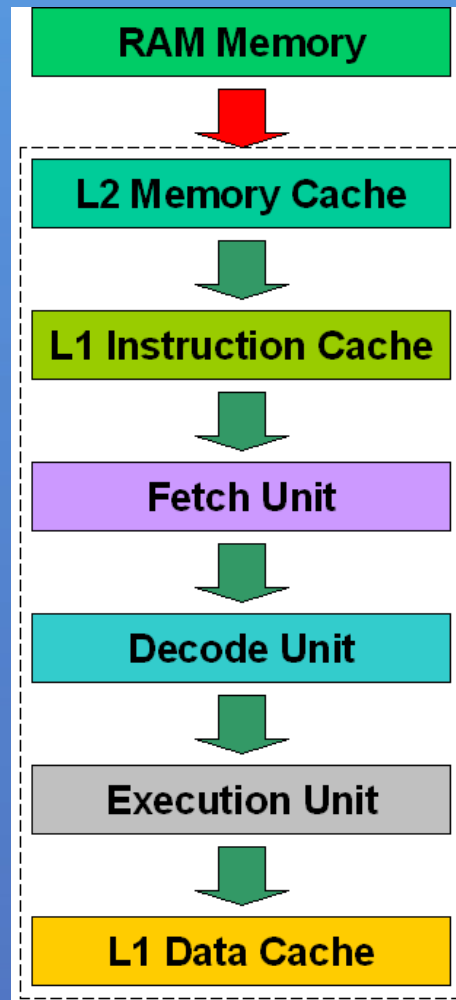 RAM Memory
L2 Memory Cache
L1 Instruction Cache
Fetch Unit
Decode Unit
Execution Unit
L1 Data Cache